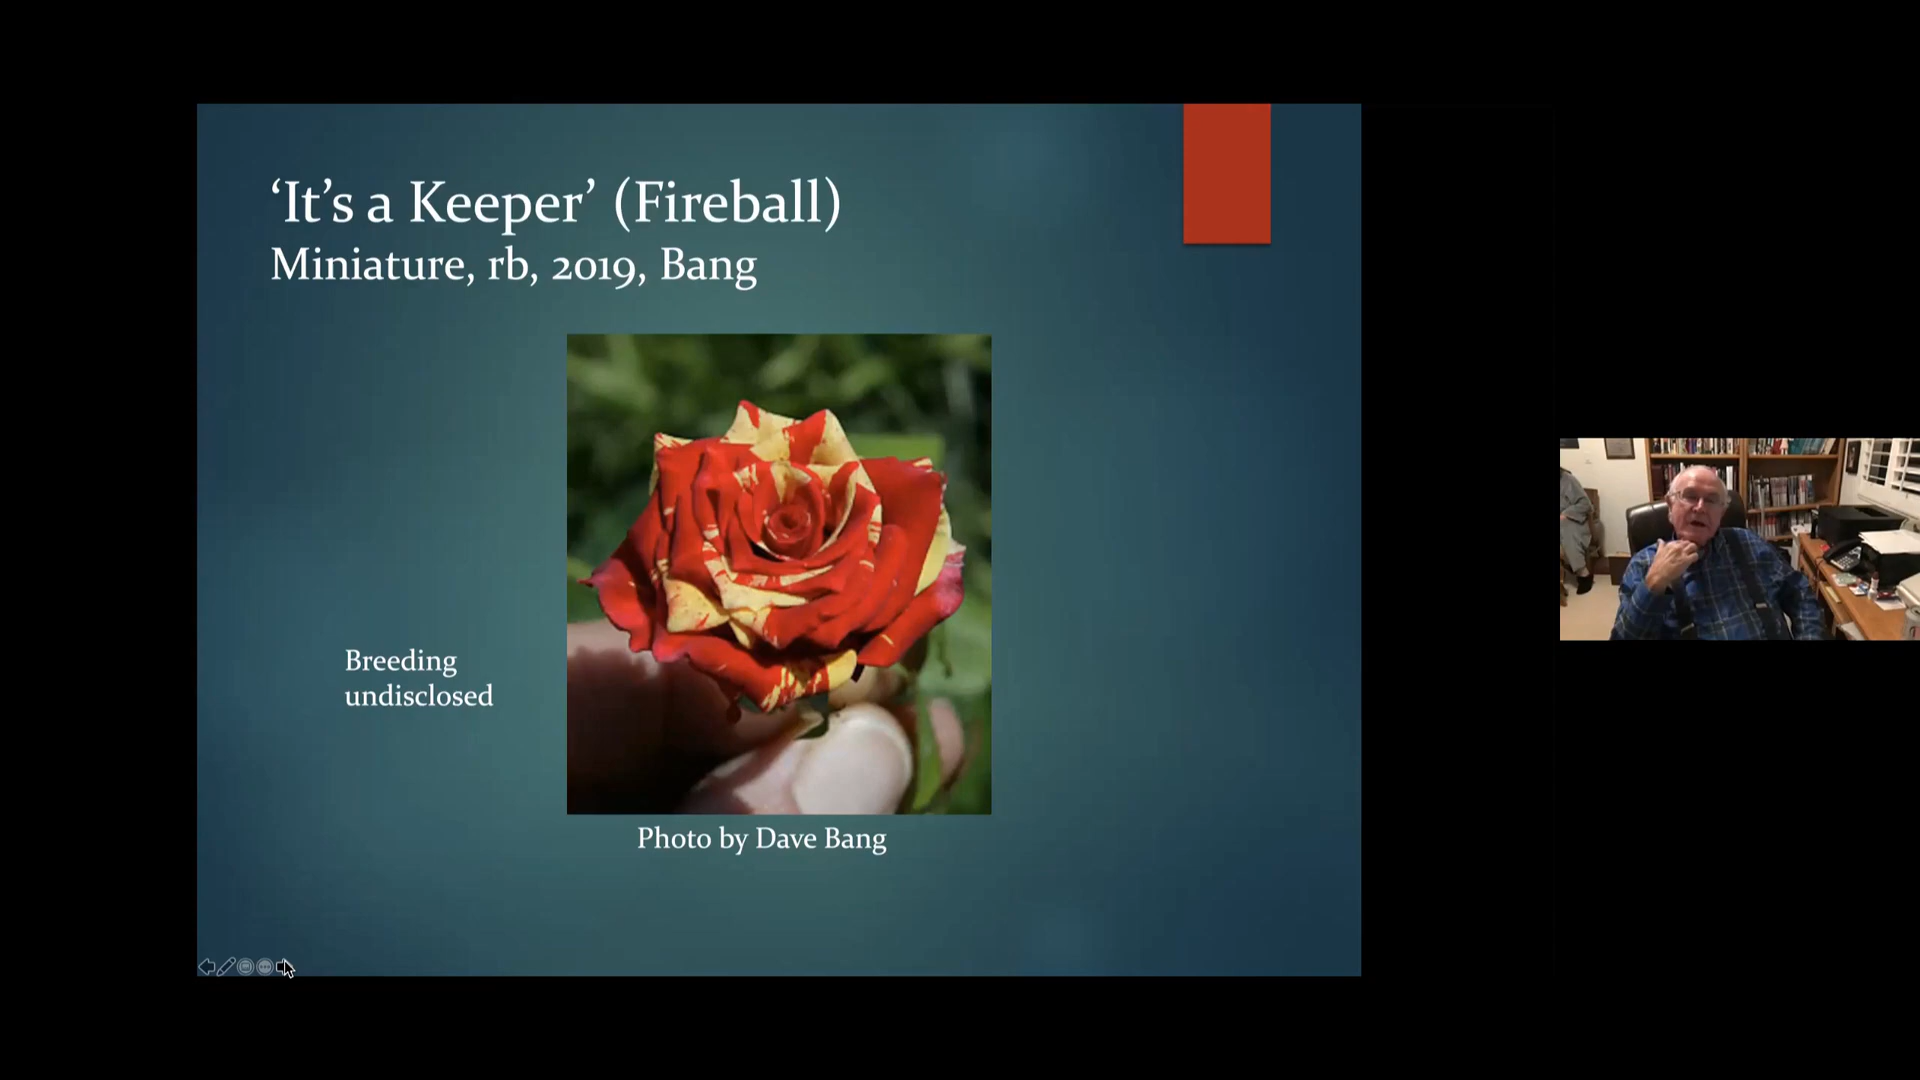 ‘It’s a Keeper’ (Fireball)
Miniature, rb, 2019, Bang
Breeding
undisclosed
Photo by Dave Bang